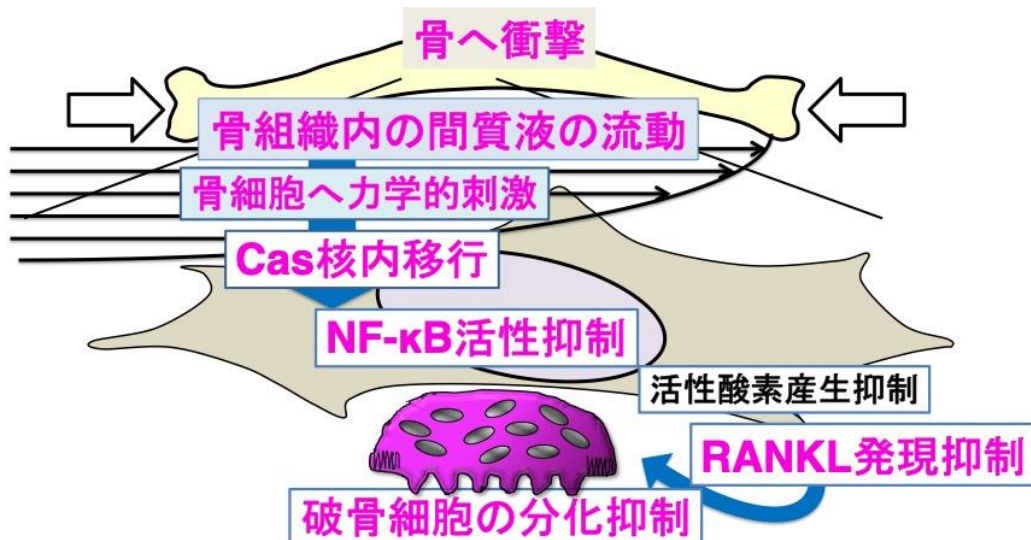 骨へ衝撃
骨組織内の間質液の流動
骨細胞へ力学的刺激
Cas核内移行
NF-κB活性抑制
活性酸素産生抑制
RANKL発現抑制
破骨細胞の分化抑制